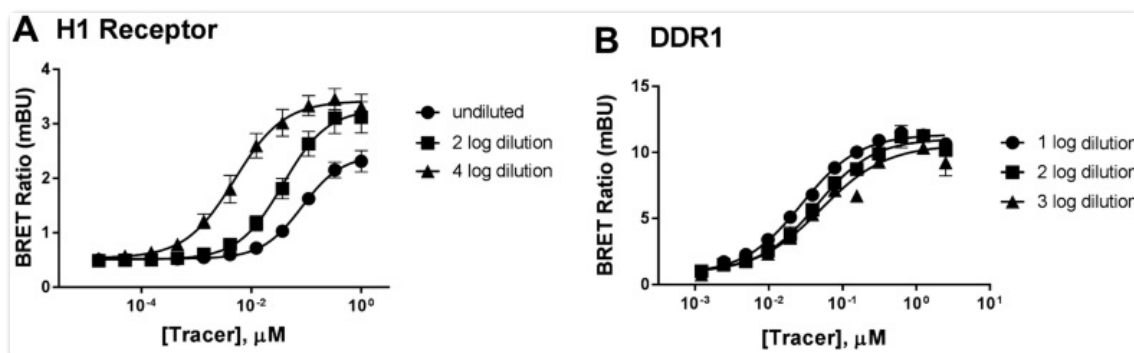 A H1 Receptor
BRET Ratio (mBU)
4
3
2
1
0
10⁻⁴
10⁻²
10⁰
[Tracer], μM
undiluted
2 log dilution
4 log dilution
B DDR1
BRET Ratio (mBU)
15
10
5
0
10⁻³
10⁻²
10⁻¹
10⁰
10¹
[Tracer], μM
1 log dilution
2 log dilution
3 log dilution